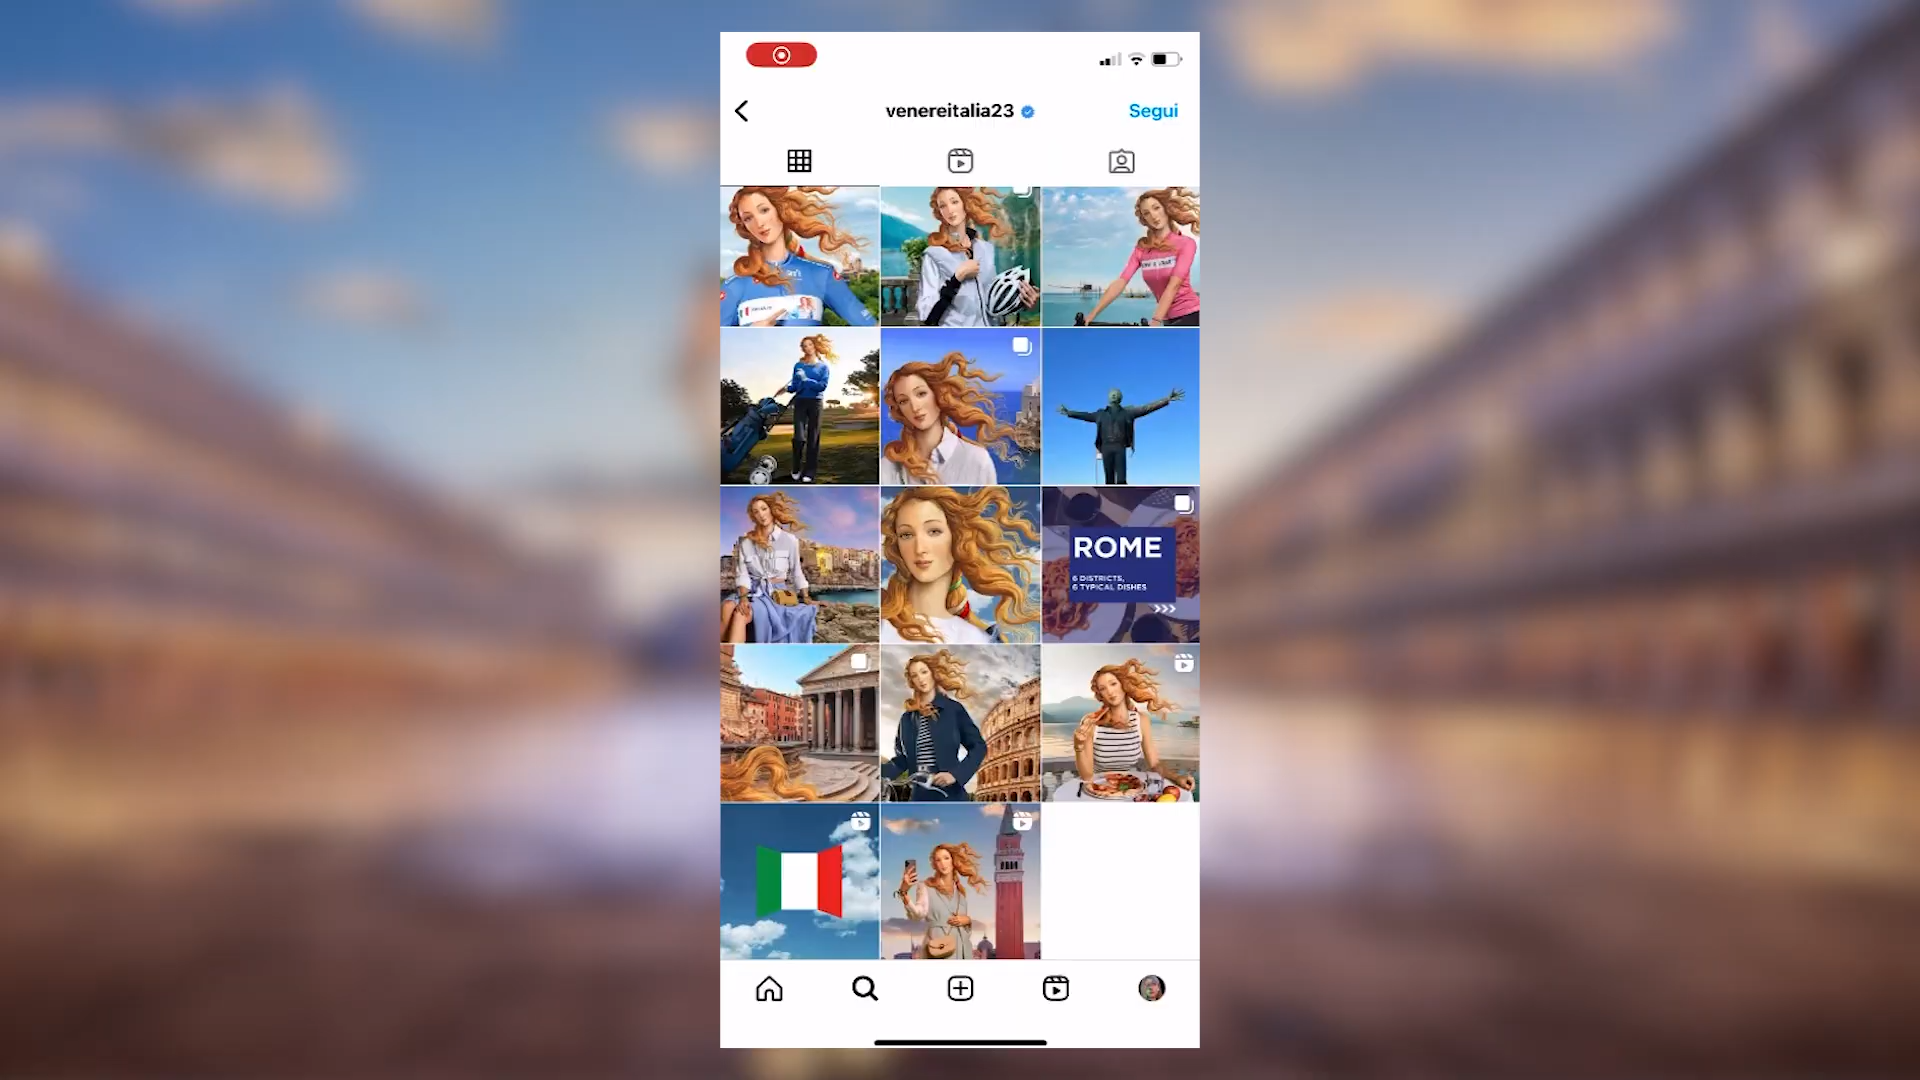 venereitalia23
Segui
ROME
6 DISTRICTS,
6 TYPICAL DISHES
>>>